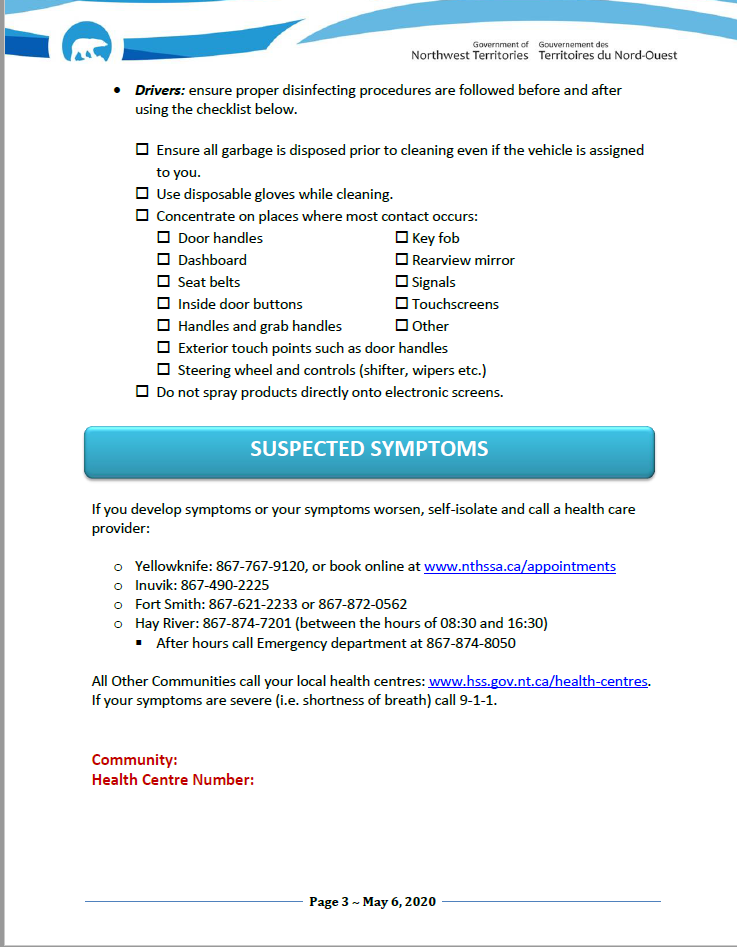 Government of Gouvernement des
Northwest Territories Territoires du Nord-Ouest
• Drivers: ensure proper disinfecting procedures are followed before and after
using the checklist below.
☐ Ensure all garbage is disposed prior to cleaning even if the vehicle is assigned
to you.
☐ Use disposable gloves while cleaning.
☐ Concentrate on places where most contact occurs:
☐ Door handles ☐ Key fob
☐ Dashboard ☐ Rearview mirror
☐ Seat belts ☐ Signals
☐ Inside door buttons ☐ Touchscreens
☐ Handles and grab handles ☐ Other
☐ Exterior touch points such as door handles
☐ Steering wheel and controls (shifter, wipers etc.)
☐ Do not spray products directly onto electronic screens.
SUSPECTED SYMPTOMS
If you develop symptoms or your symptoms worsen, self-isolate and call a health care
provider:
o Yellowknife: 867-767-9120, or book online at www.nthssa.ca/appointments
o Inuvik: 867-490-2225
o Fort Smith: 867-621-2233 or 867-872-0562
o Hay River: 867-874-7201 (between the hours of 08:30 and 16:30)
▪ After hours call Emergency department at 867-874-8050
All Other Communities call your local health centres: www.hss.gov.nt.ca/health-centres.
If your symptoms are severe (i.e. shortness of breath) call 9-1-1.
Community:
Health Centre Number:
Page 3 ~ May 6, 2020